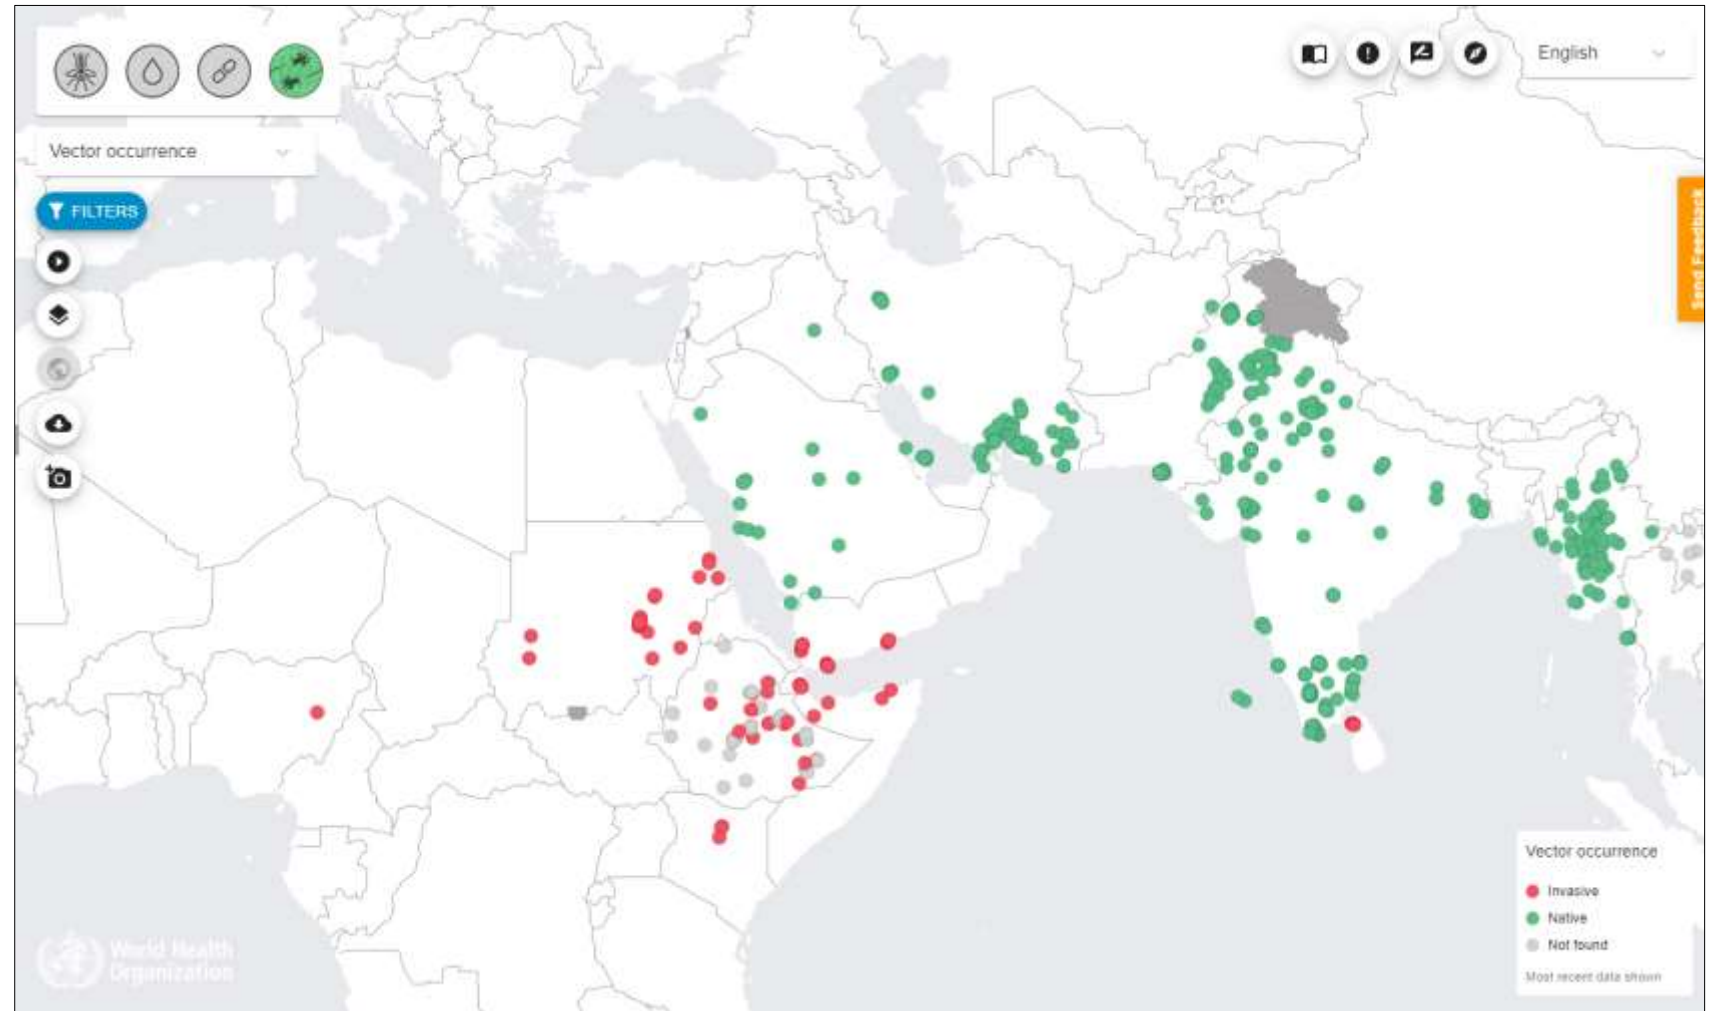 English
Vector occurrence
FILTERS
Send Feedback
Vector occurrence
Invasive
Native
Not found
Most recent data shown
World Health
Organization